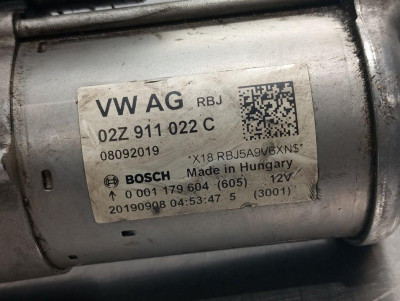 VW AG RBJ
02Z 911 022 C
08092019
*X18 RBJ5A9VBXN$*
BOSCH Made in Hungary
0 001 179 604 (605) 12V
20190908 04:53:47 5 (3001)